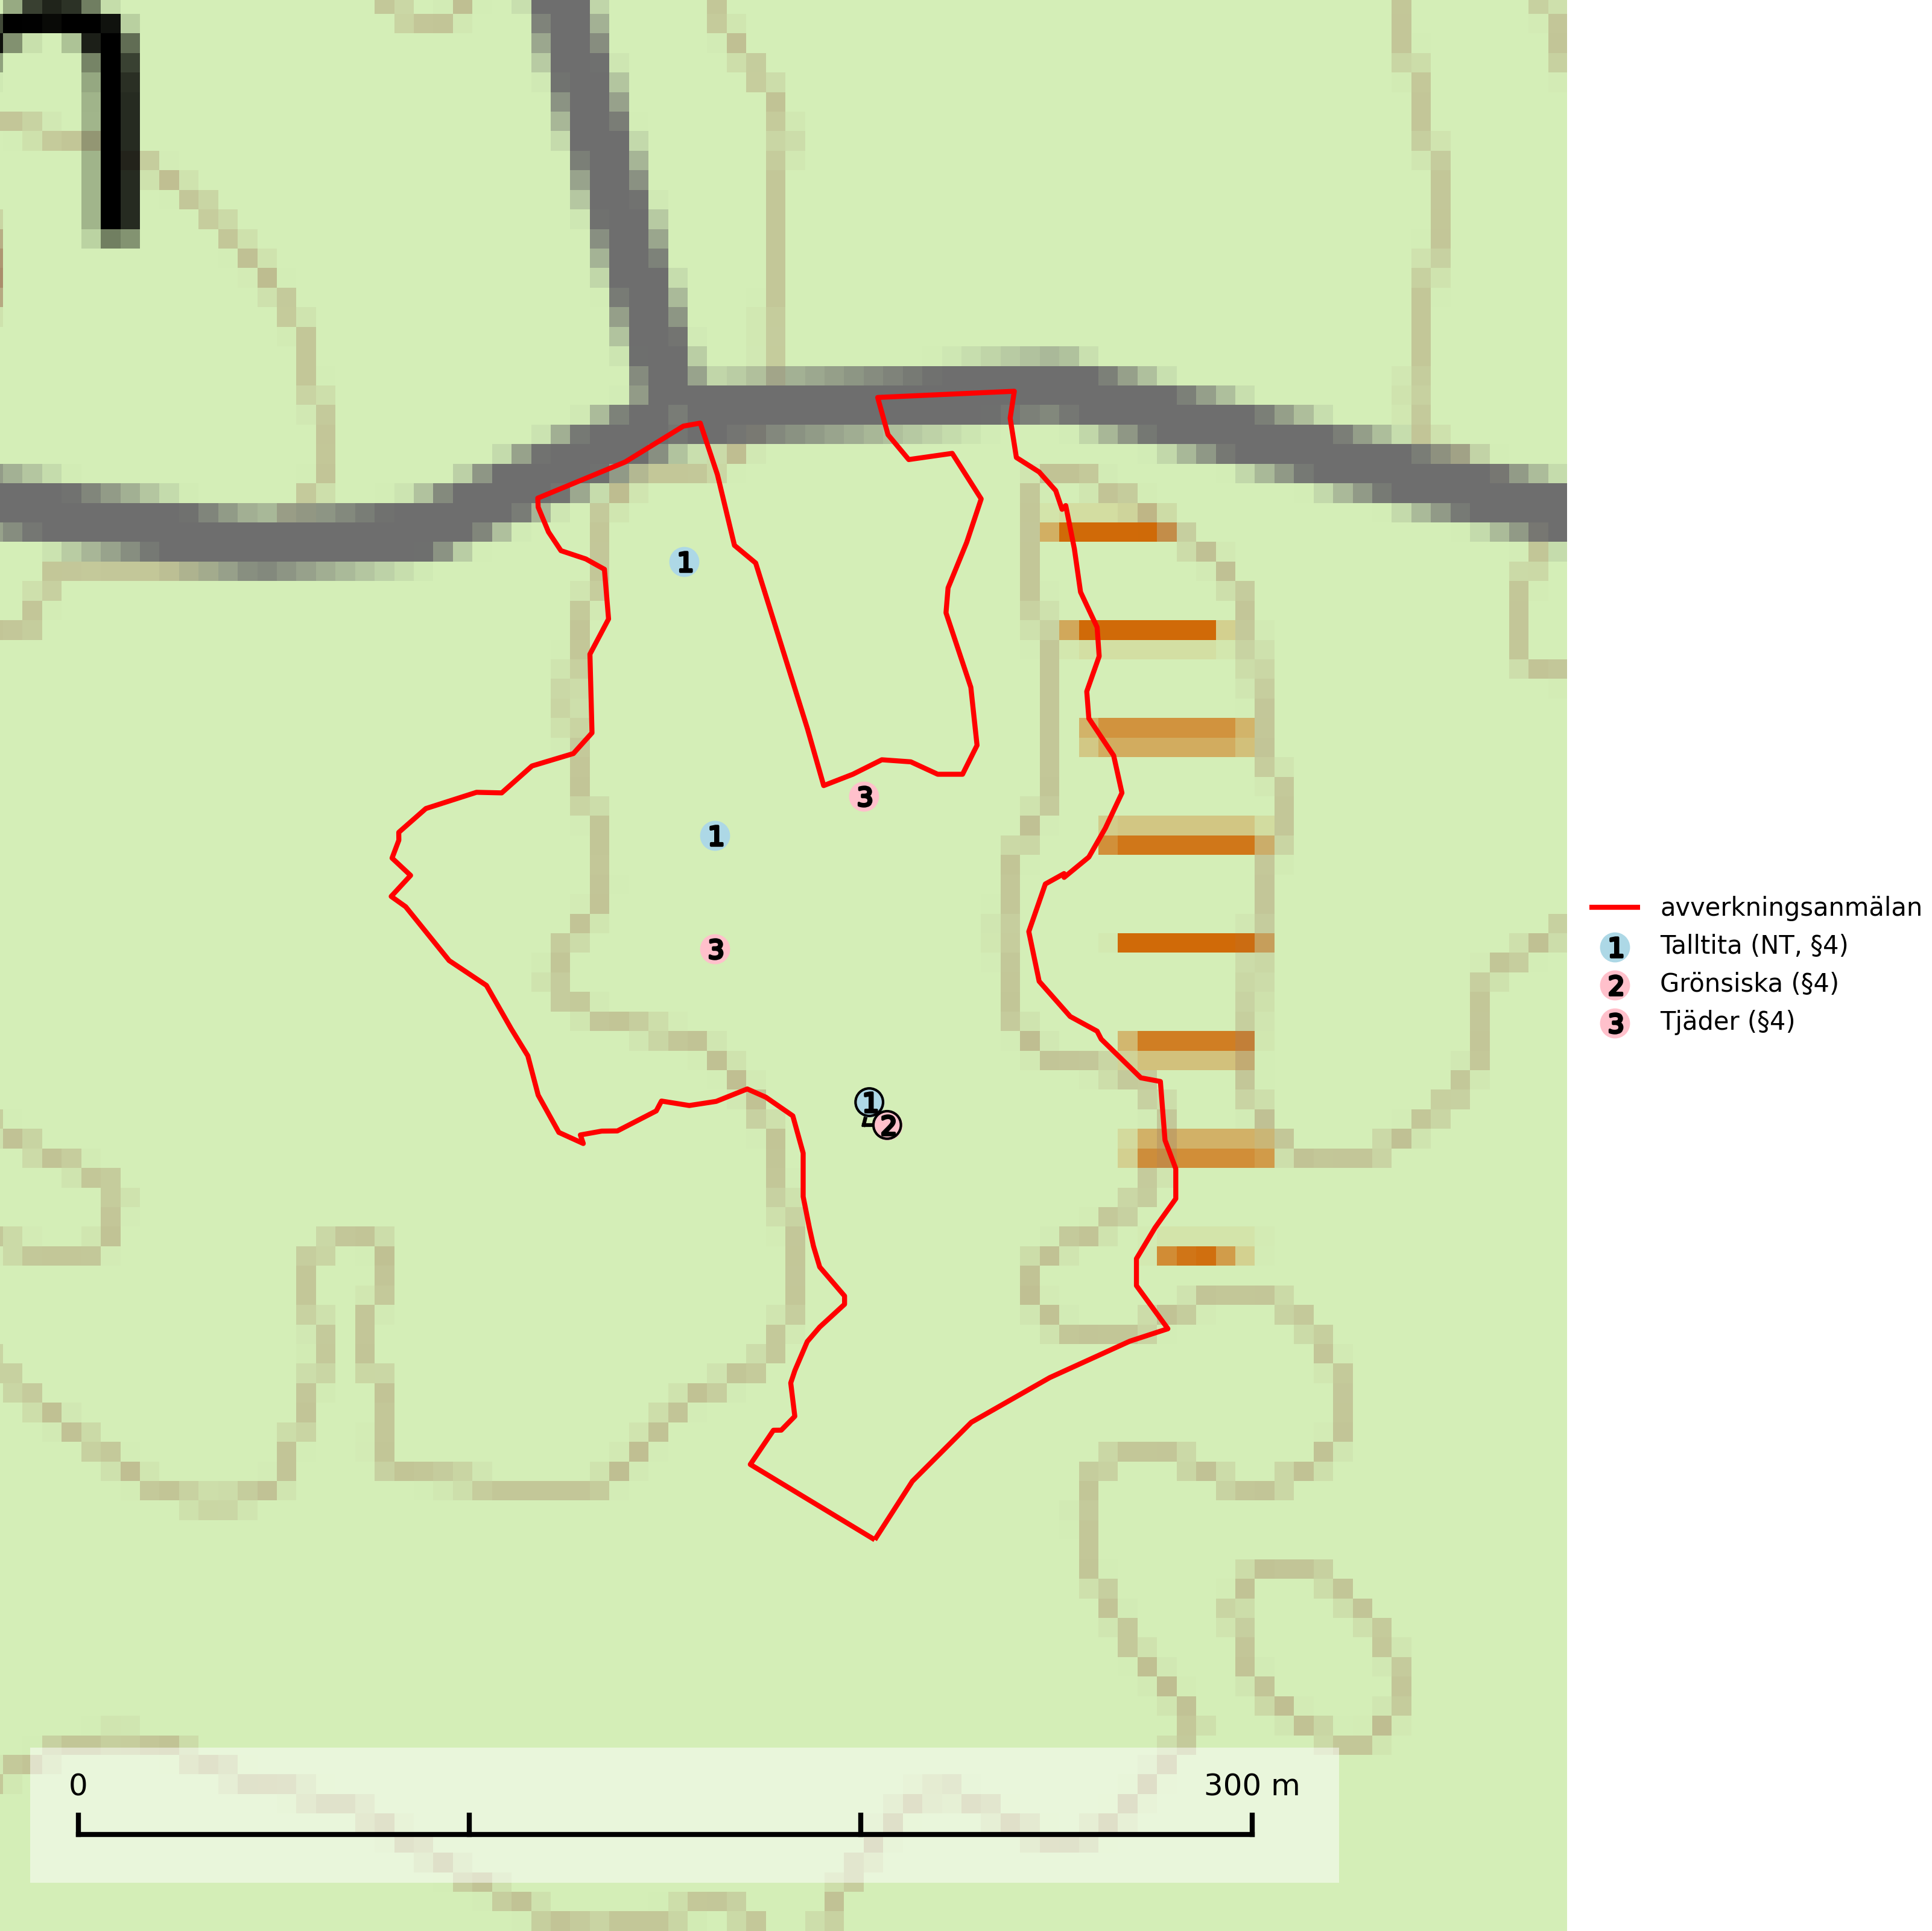 1
3
1
3
1
2
avverkningsanmälan
1 Talltita (NT, §4)
2 Grönsiska (§4)
3 Tjäder (§4)
0 300 m